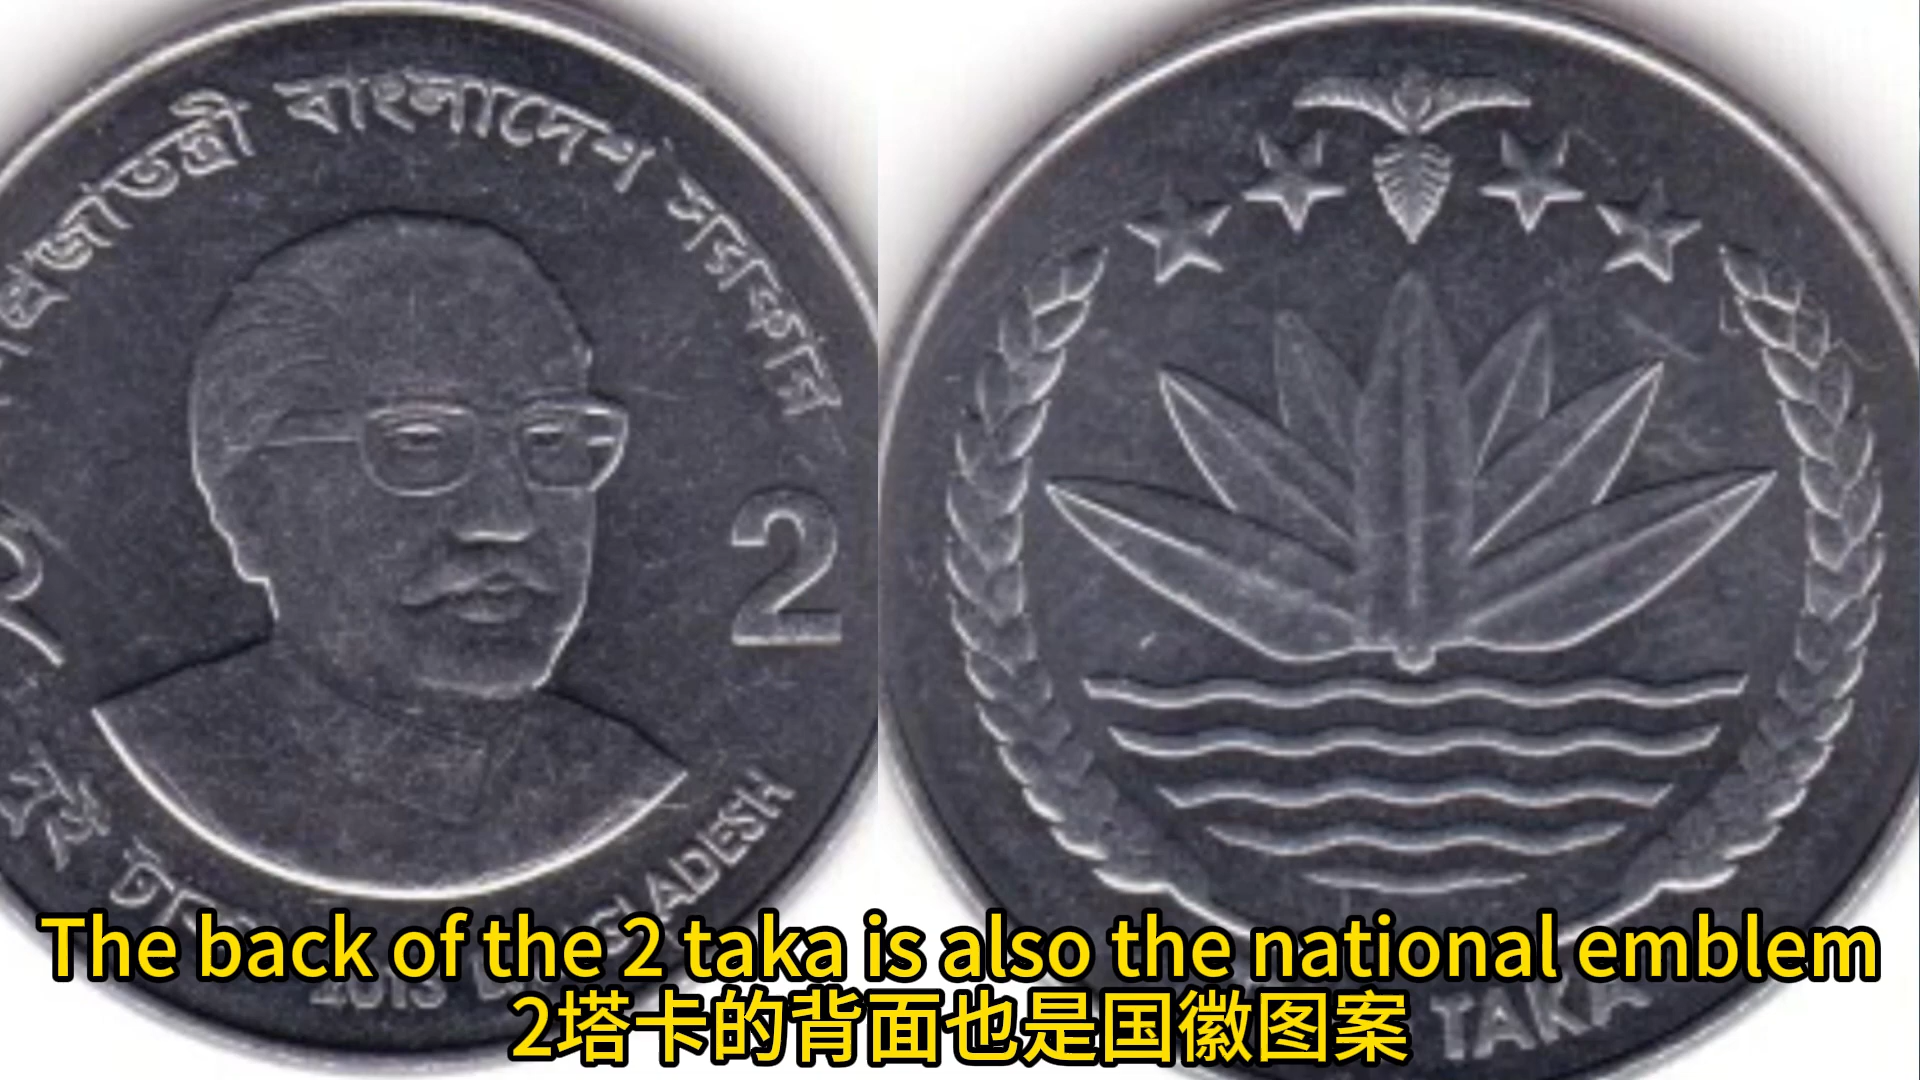 প্রজাতন্ত্রী বাংলাদেশ সরকার
২
2
দুই
BANGLADESH
TAKA
The back of the 2 taka is also the national emblem
2塔卡的背面也是国徽图案